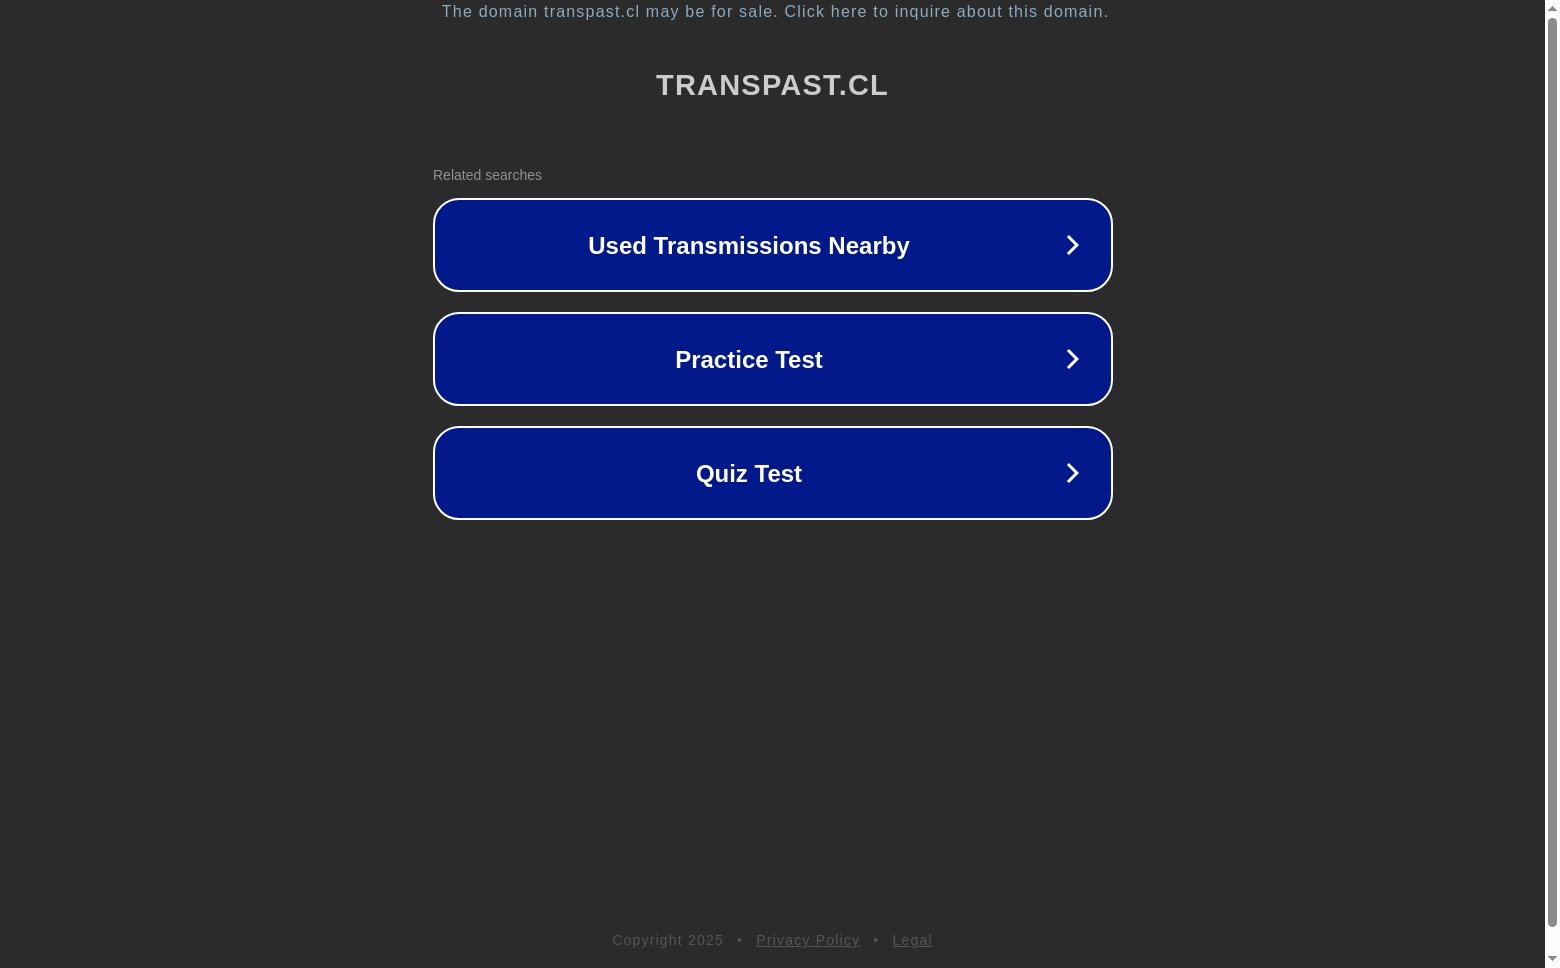 The domain transpast.cl may be for sale. Click here to inquire about this domain.
TRANSPAST.CL
Related searches
Used Transmissions Nearby
Practice Test
Quiz Test
Copyright 2025 • Privacy Policy • Legal